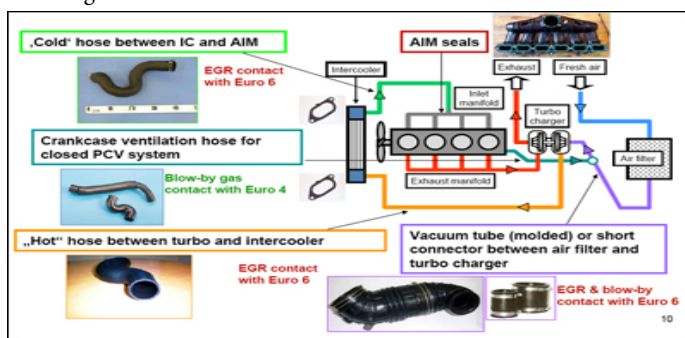 ‚Cold' hose between IC and AIM
EGR contact
with Euro 6
AIM seals
Intercooler
Inlet
manifold
Exhaust
Fresh air
Turbo
charger
Air filter
Crankcase ventilation hose for
closed PCV system
Blow-by gas
contact with Euro 4
Exhaust manifold
„Hot" hose between turbo and intercooler
EGR contact
with Euro 6
Vacuum tube (molded) or short
connector between air filter and
turbo charger
EGR & blow-by
contact with Euro 6
10